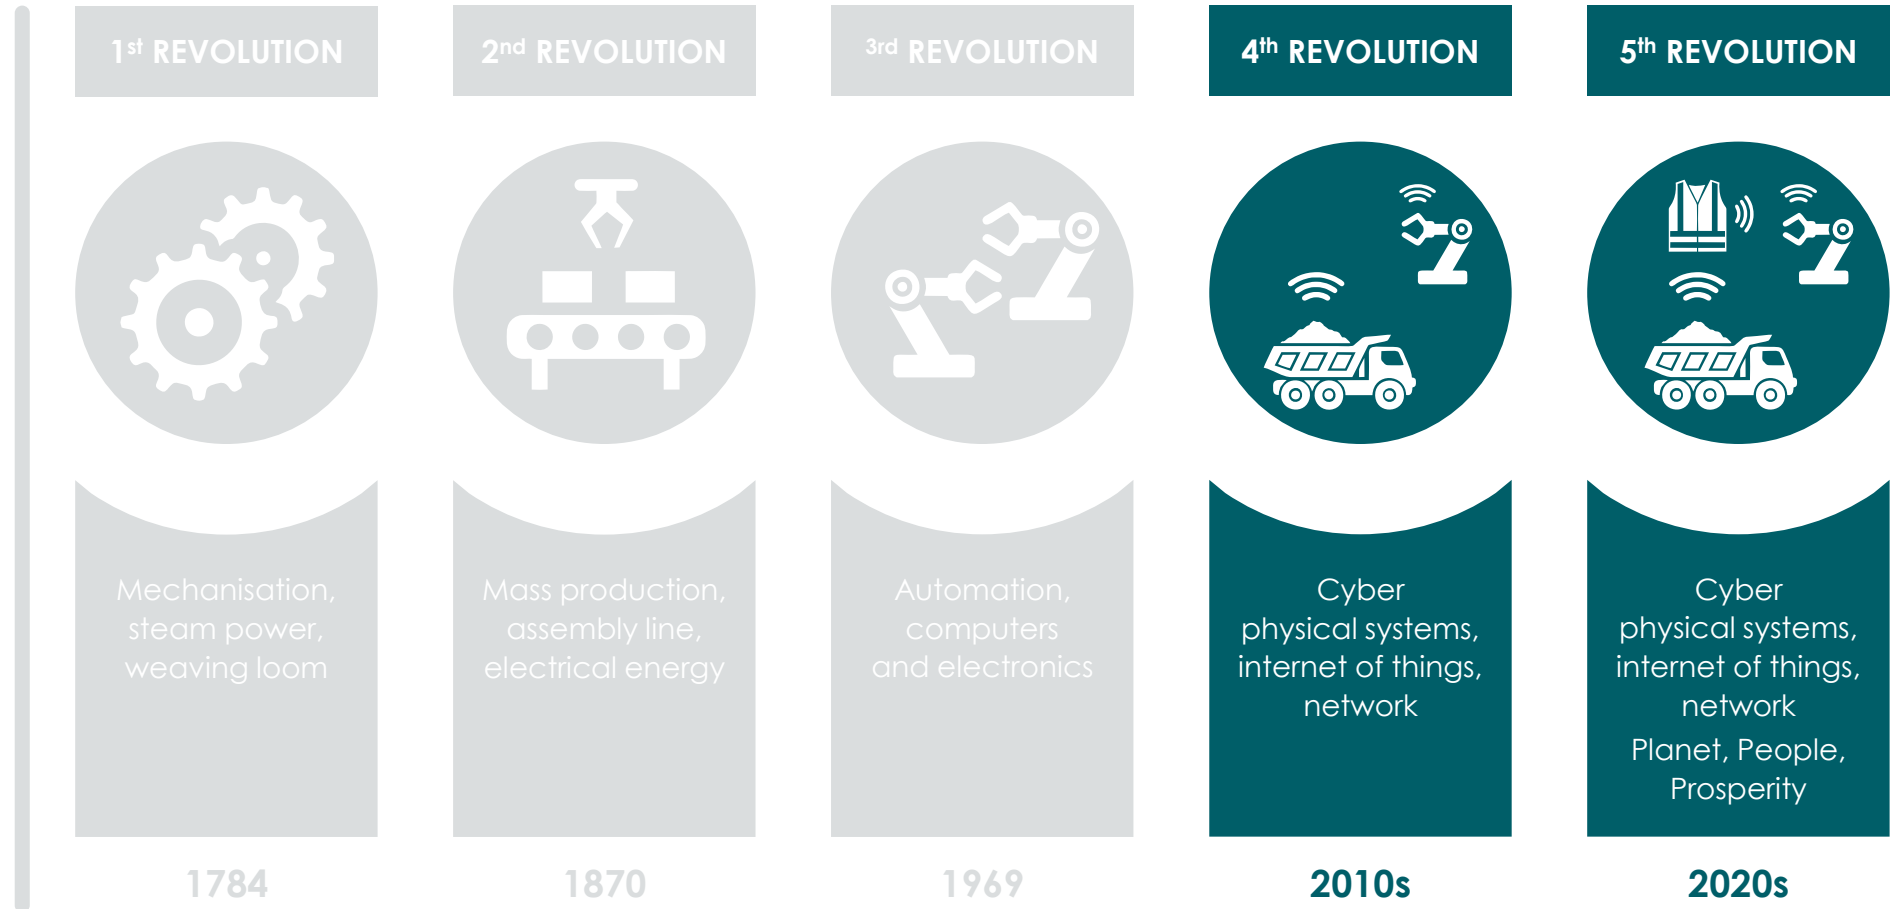 1st REVOLUTION
Mechanisation,
steam power,
weaving loom
1784
2nd REVOLUTION
Mass production,
assembly line,
electrical energy
1870
3rd REVOLUTION
Automation,
computers
and electronics
1969
4th REVOLUTION
Cyber
physical systems,
internet of things,
network
2010s
5th REVOLUTION
Cyber
physical systems,
internet of things,
network
Planet, People,
Prosperity
2020s